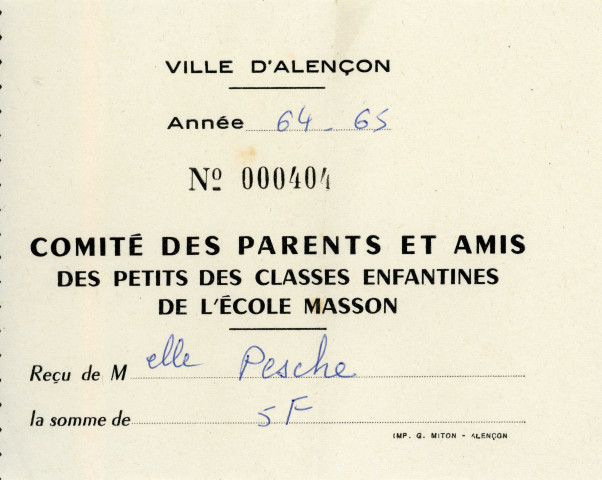 VILLE D'ALENÇON
Année 64-65
Nº 000404
COMITÉ DES PARENTS ET AMIS
DES PETITS DES CLASSES ENFANTINES
DE L'ÉCOLE MASSON
Reçu de Melle Pesche
la somme de 5F
IMP. G. MITON - ALENÇON